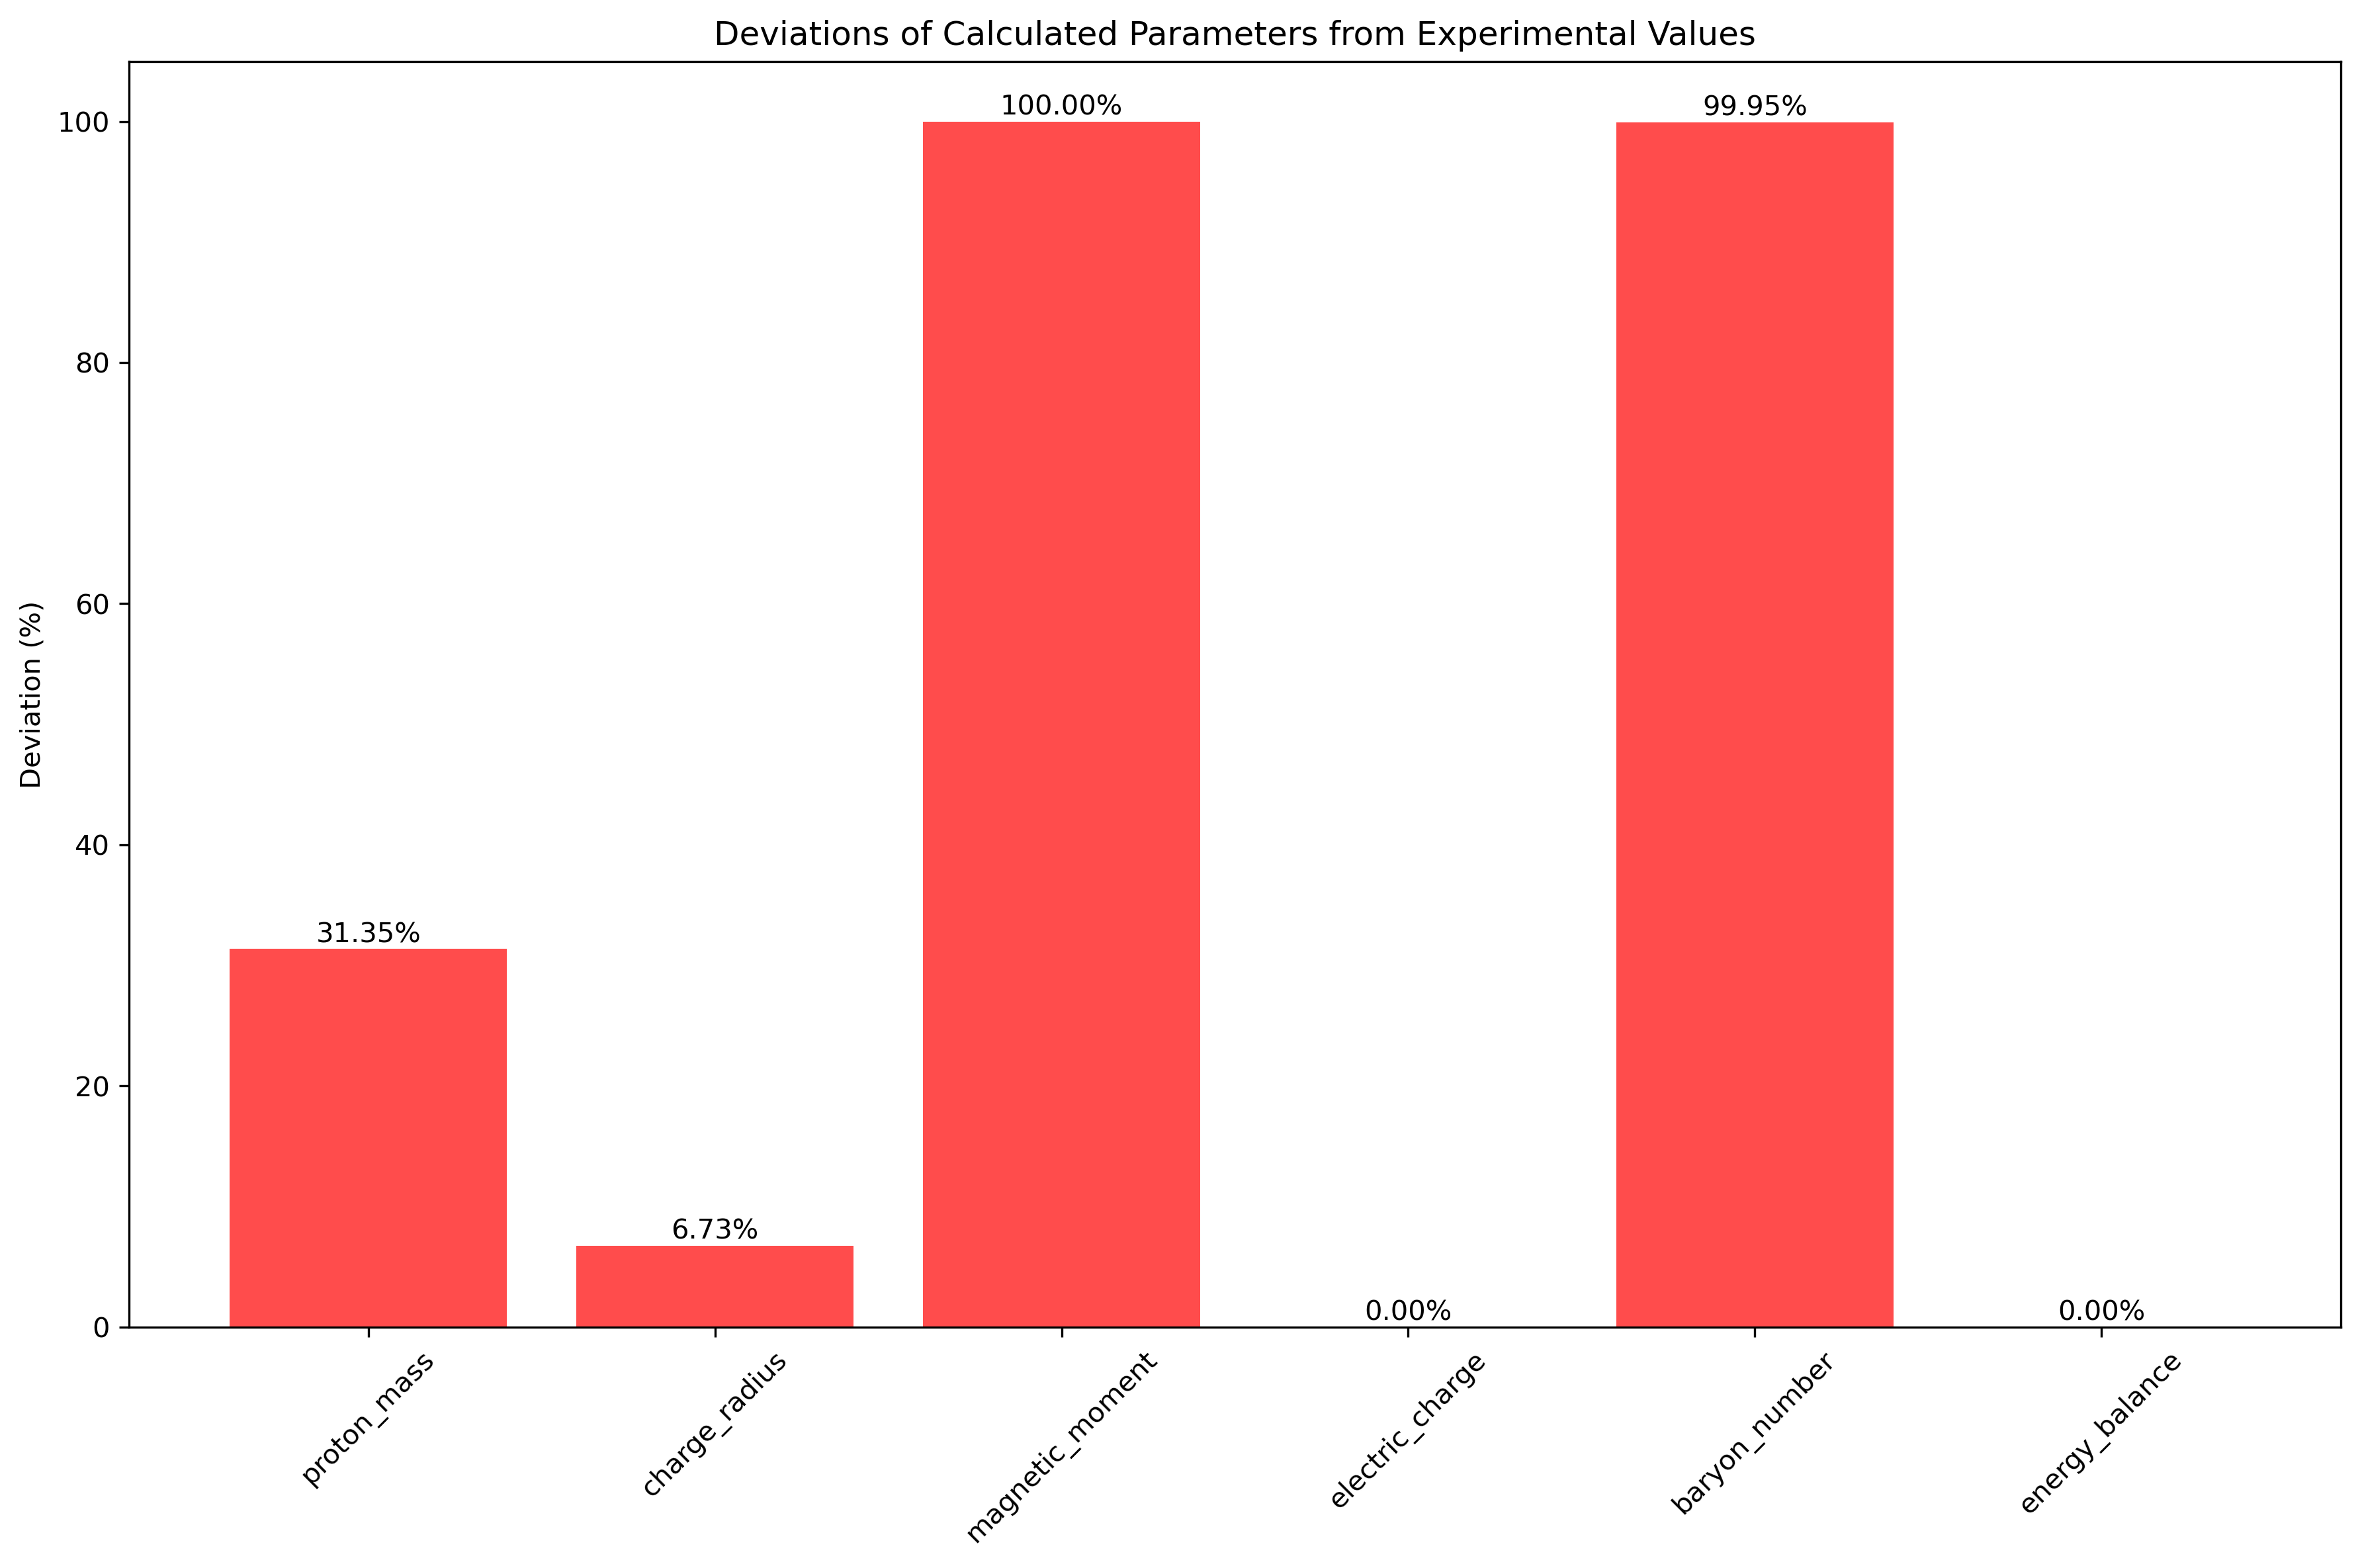 Deviations of Calculated Parameters from Experimental Values
Deviation (%)
100
80
60
40
20
0
31.35%
6.73%
100.00%
0.00%
99.95%
0.00%
proton_mass
charge_radius
magnetic_moment
electric_charge
baryon_number
energy_balance